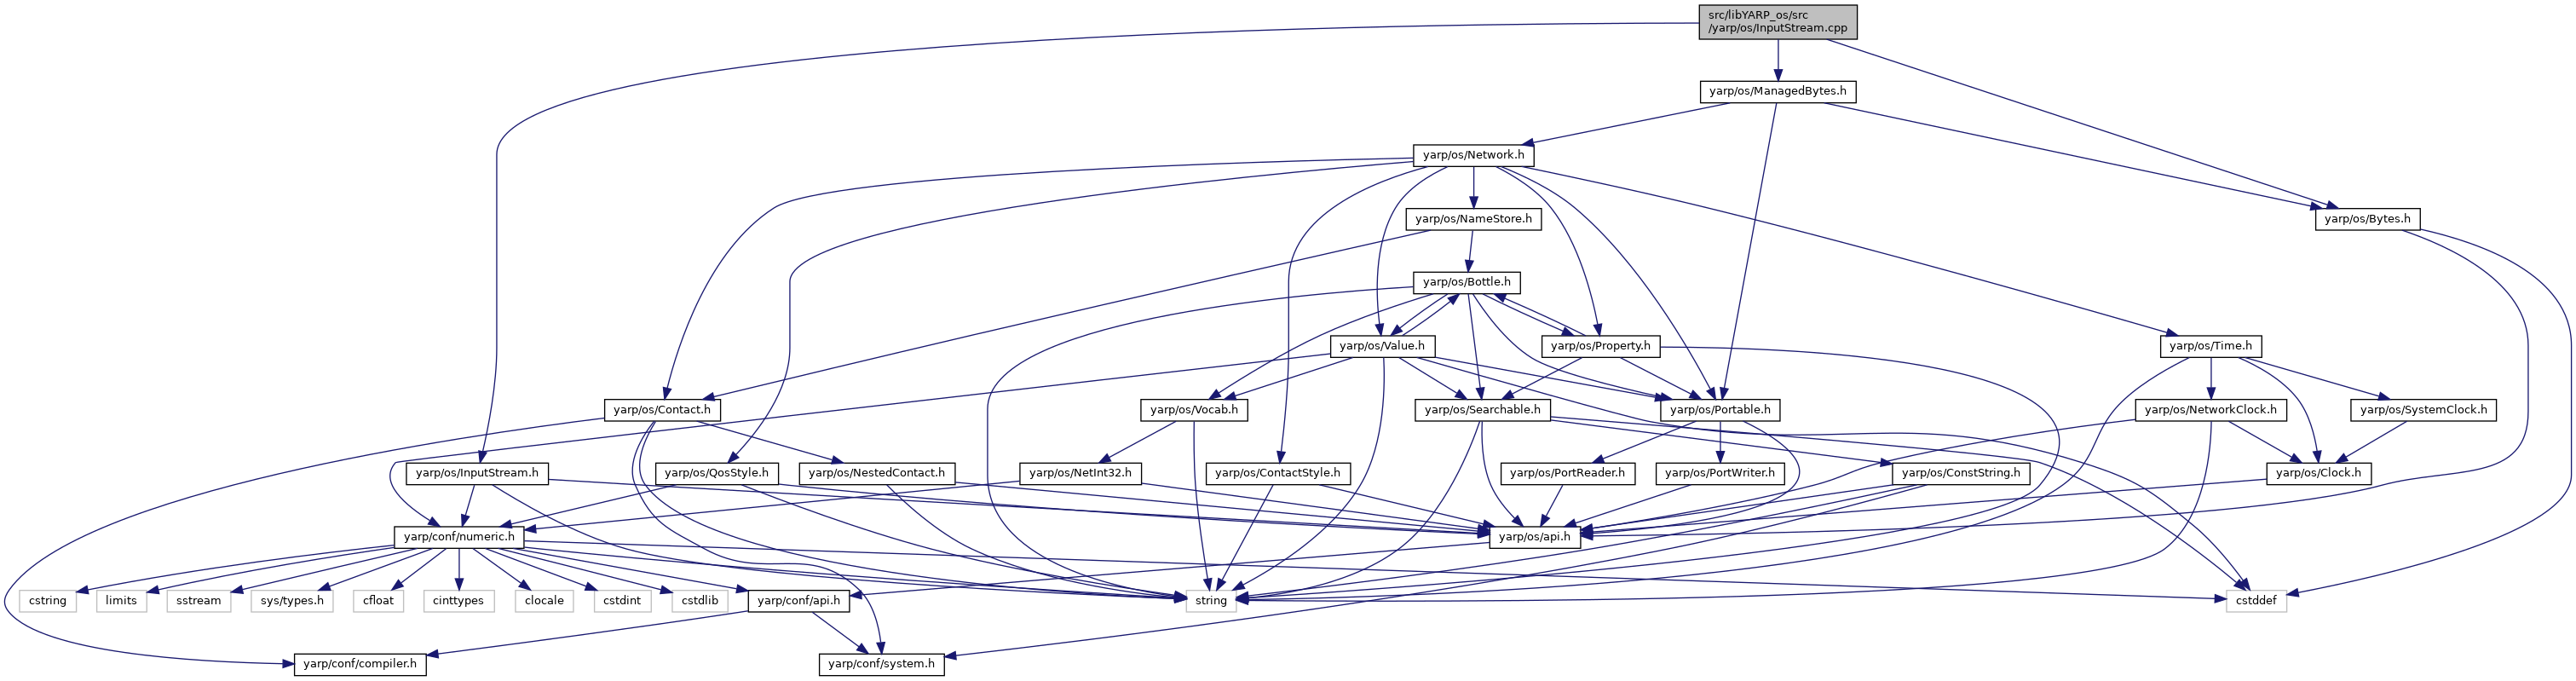 src/libYARP_os/src
/yarp/os/InputStream.cpp
yarp/os/ManagedBytes.h
yarp/os/Network.h
yarp/os/NameStore.h
yarp/os/Bytes.h
yarp/os/Bottle.h
yarp/os/Value.h
yarp/os/Property.h
yarp/os/Time.h
yarp/os/Contact.h
yarp/os/Vocab.h
yarp/os/Searchable.h
yarp/os/Portable.h
yarp/os/NetworkClock.h
yarp/os/SystemClock.h
yarp/os/InputStream.h
yarp/os/QosStyle.h
yarp/os/NestedContact.h
yarp/os/NetInt32.h
yarp/os/ContactStyle.h
yarp/os/PortReader.h
yarp/os/PortWriter.h
yarp/os/ConstString.h
yarp/os/Clock.h
yarp/conf/numeric.h
yarp/os/api.h
cstring
limits
sstream
sys/types.h
cfloat
cinttypes
clocale
cstdint
cstdlib
yarp/conf/api.h
string
cstddef
yarp/conf/compiler.h
yarp/conf/system.h